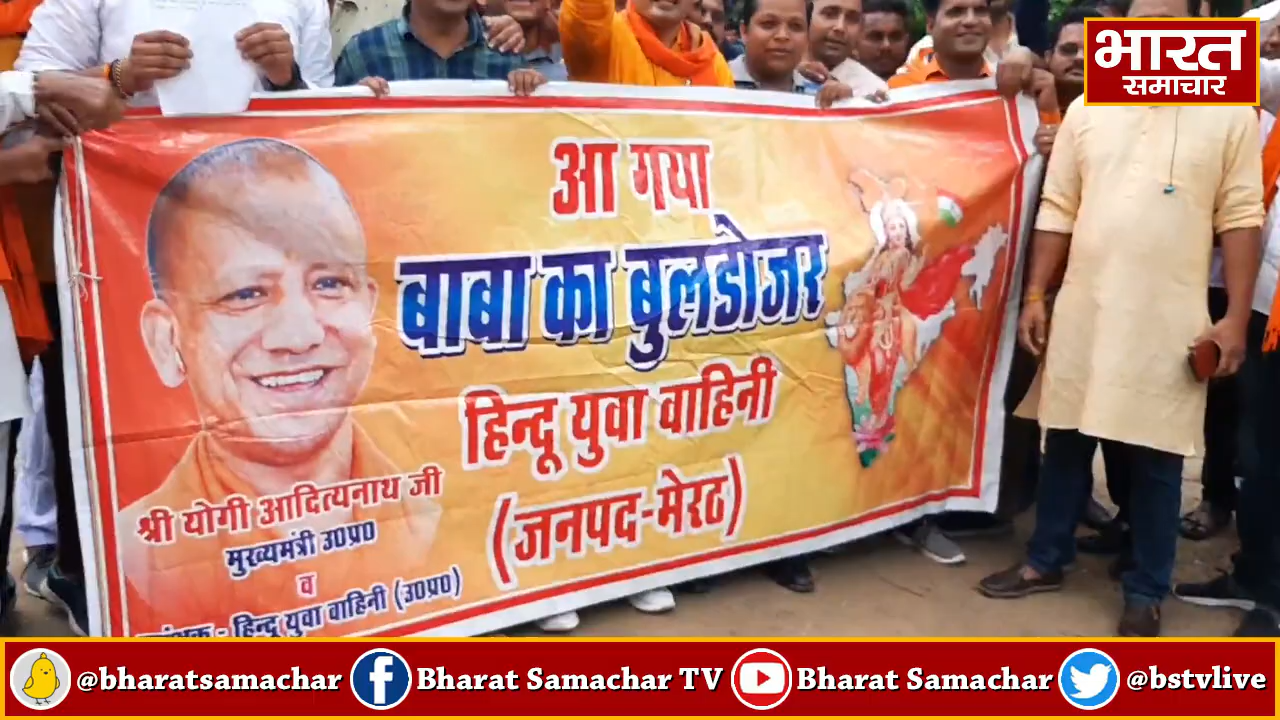 भारत
समाचार
आ गया
बाबा का बुलडोजर
हिन्दू युवा वाहिनी
(जनपद-मेरठ)
श्री योगी आदित्यनाथ जी
मुख्यमंत्री उ0प्र0
व
- हिन्दू युवा वाहिनी (उ0प्र0)
@bharatsamachar
Bharat Samachar TV
Bharat Samachar
@bstvlive